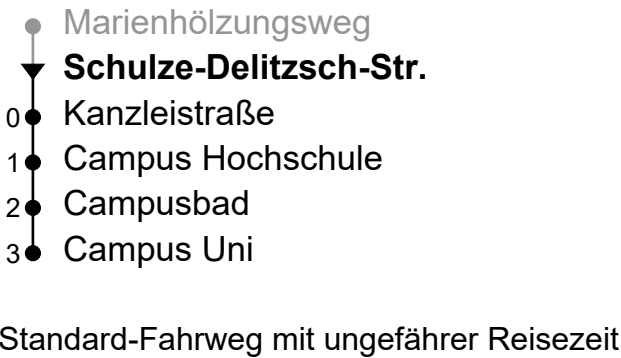 Marienhölzungsweg
Schulze-Delitzsch-Str.
0 Kanzleistraße
1 Campus Hochschule
2 Campusbad
3 Campus Uni
Standard-Fahrweg mit ungefährer Reisezeit